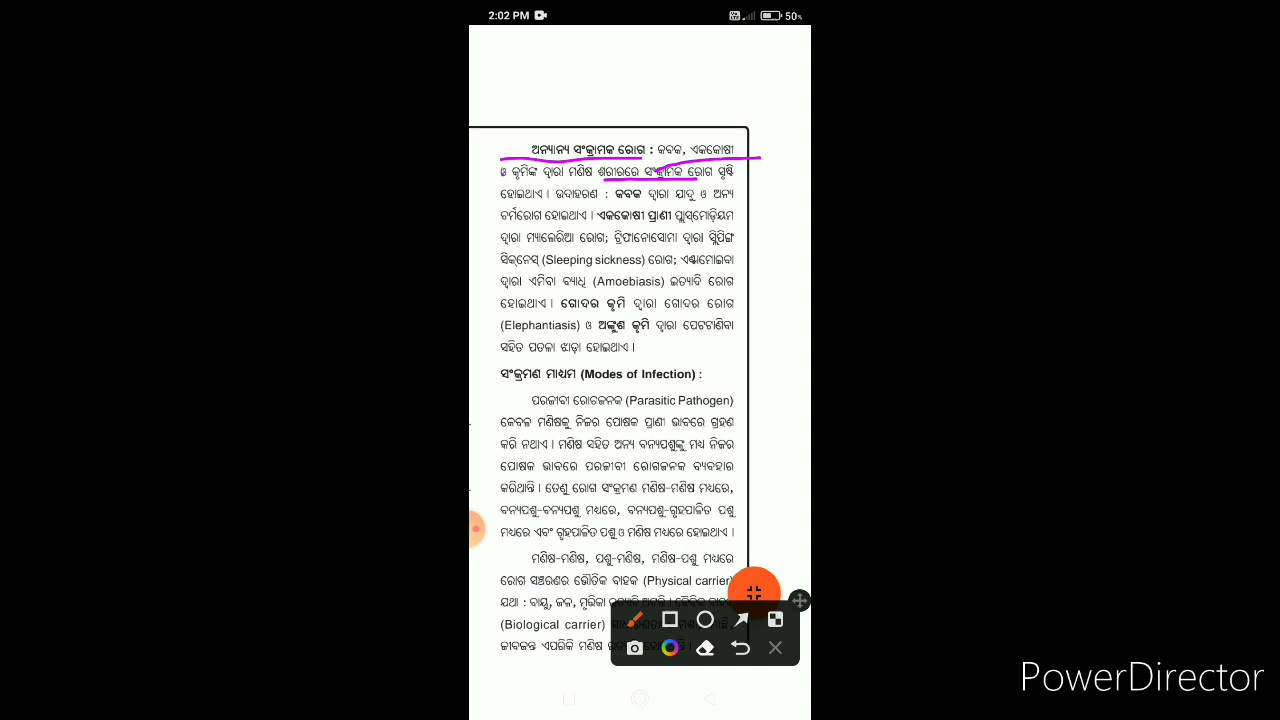 2:02 PM
50%
ଅନ୍ୟାନ୍ୟ ସଂକ୍ରାମକ ରୋଗ : କବକ, ଏକକୋଷୀ
ଓ କୃମିଙ୍କ ଦ୍ୱାରା ମଣିଷ ଶରୀରରେ ସଂକ୍ରାମକ ରୋଗ ସୃଷ୍ଟି
ହୋଇଥାଏ । ଉଦାହରଣ : କବକ ଦ୍ୱାରା ଯାଦୁ ଓ ଅନ୍ୟ
ଚର୍ମରୋଗ ହୋଇଥାଏ । ଏକକୋଷୀ ପ୍ରାଣୀ ପ୍ଲାସ୍‌ମୋଡ଼ିୟମ
ଦ୍ୱାରା ମ୍ୟାଲେରିଆ ରୋଗ; ଟ୍ରିଫାନୋସୋମା ଦ୍ୱାରା ସ୍ଲିପିଙ୍ଗ
ସିକ୍‌ନେସ୍ (Sleeping sickness) ରୋଗ; ଏଣ୍ଟାମୋଇବା
ଦ୍ୱାରା ଏମିବା ବ୍ୟାଧି (Amoebiasis) ଇତ୍ୟାଦି ରୋଗ
ହୋଇଥାଏ । ଗୋଦର କୃମି ଦ୍ୱାରା ଗୋଦର ରୋଗ
(Elephantiasis) ଓ ଅଙ୍କୁଶ କୃମି ଦ୍ୱାରା ପେଟଟାଣିବା
ସହିତ ପତଳା ଝାଡ଼ା ହୋଇଥାଏ ।
ସଂକ୍ରମଣ ମାଧ୍ୟମ (Modes of Infection) :
ପରଜୀବୀ ରୋଗଜନକ (Parasitic Pathogen)
କେବଳ ମଣିଷକୁ ନିଜର ପୋଷକ ପ୍ରାଣୀ ଭାବରେ ଗ୍ରହଣ
କରି ନଥାଏ । ମଣିଷ ସହିତ ଅନ୍ୟ ବନ୍ୟପଶୁଙ୍କୁ ମଧ୍ୟ ନିଜର
ପୋଷକ ଭାବରେ ପରଜୀବୀ ରୋଗଜନକ ବ୍ୟବହାର
କରିଥାନ୍ତି । ତେଣୁ ରୋଗ ସଂକ୍ରମଣ ମଣିଷ-ମଣିଷ ମଧ୍ୟରେ,
ବନ୍ୟପଶୁ-ବନ୍ୟପଶୁ ମଧ୍ୟରେ, ବନ୍ୟପଶୁ-ଗୃହପାଳିତ ପଶୁ
ମଧ୍ୟରେ ଏବଂ ଗୃହପାଳିତ ପଶୁ ଓ ମଣିଷ ମଧ୍ୟରେ ହୋଇଥାଏ ।
ମଣିଷ-ମଣିଷ, ପଶୁ-ମଣିଷ, ମଣିଷ-ପଶୁ ମଧ୍ୟରେ
ରୋଗ ସଞ୍ଚରଣର ଭୌତିକ ବାହକ (Physical carrier)
ଯଥା : ବାୟୁ, ଜଳ, ମୃତ୍ତିକା
(Biological carrier)
ଜୀବଜନ୍ତୁ ଏପରିକି ମଣିଷ
PowerDirector